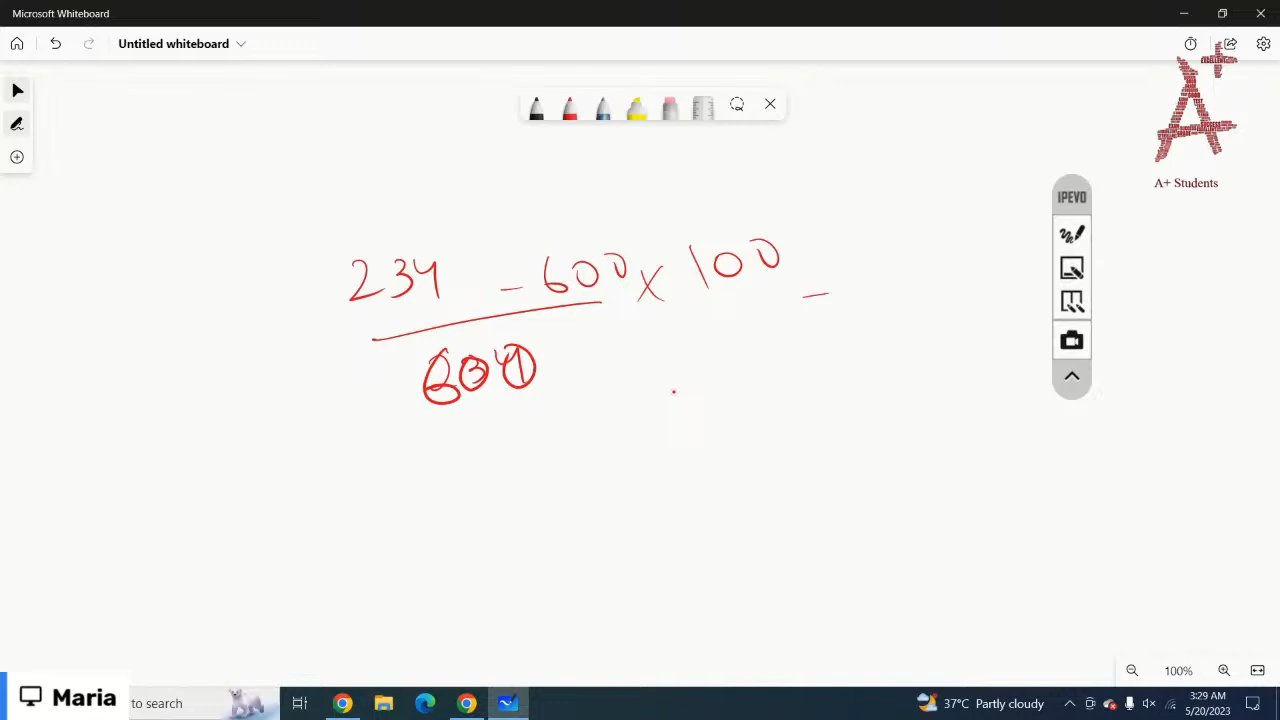 Microsoft Whiteboard
Untitled whiteboard
A+ Students
IPEVO
234 - 600 x 100 -
600
100%
Maria
to search
37°C Partly cloudy
3:29 AM
5/20/2023